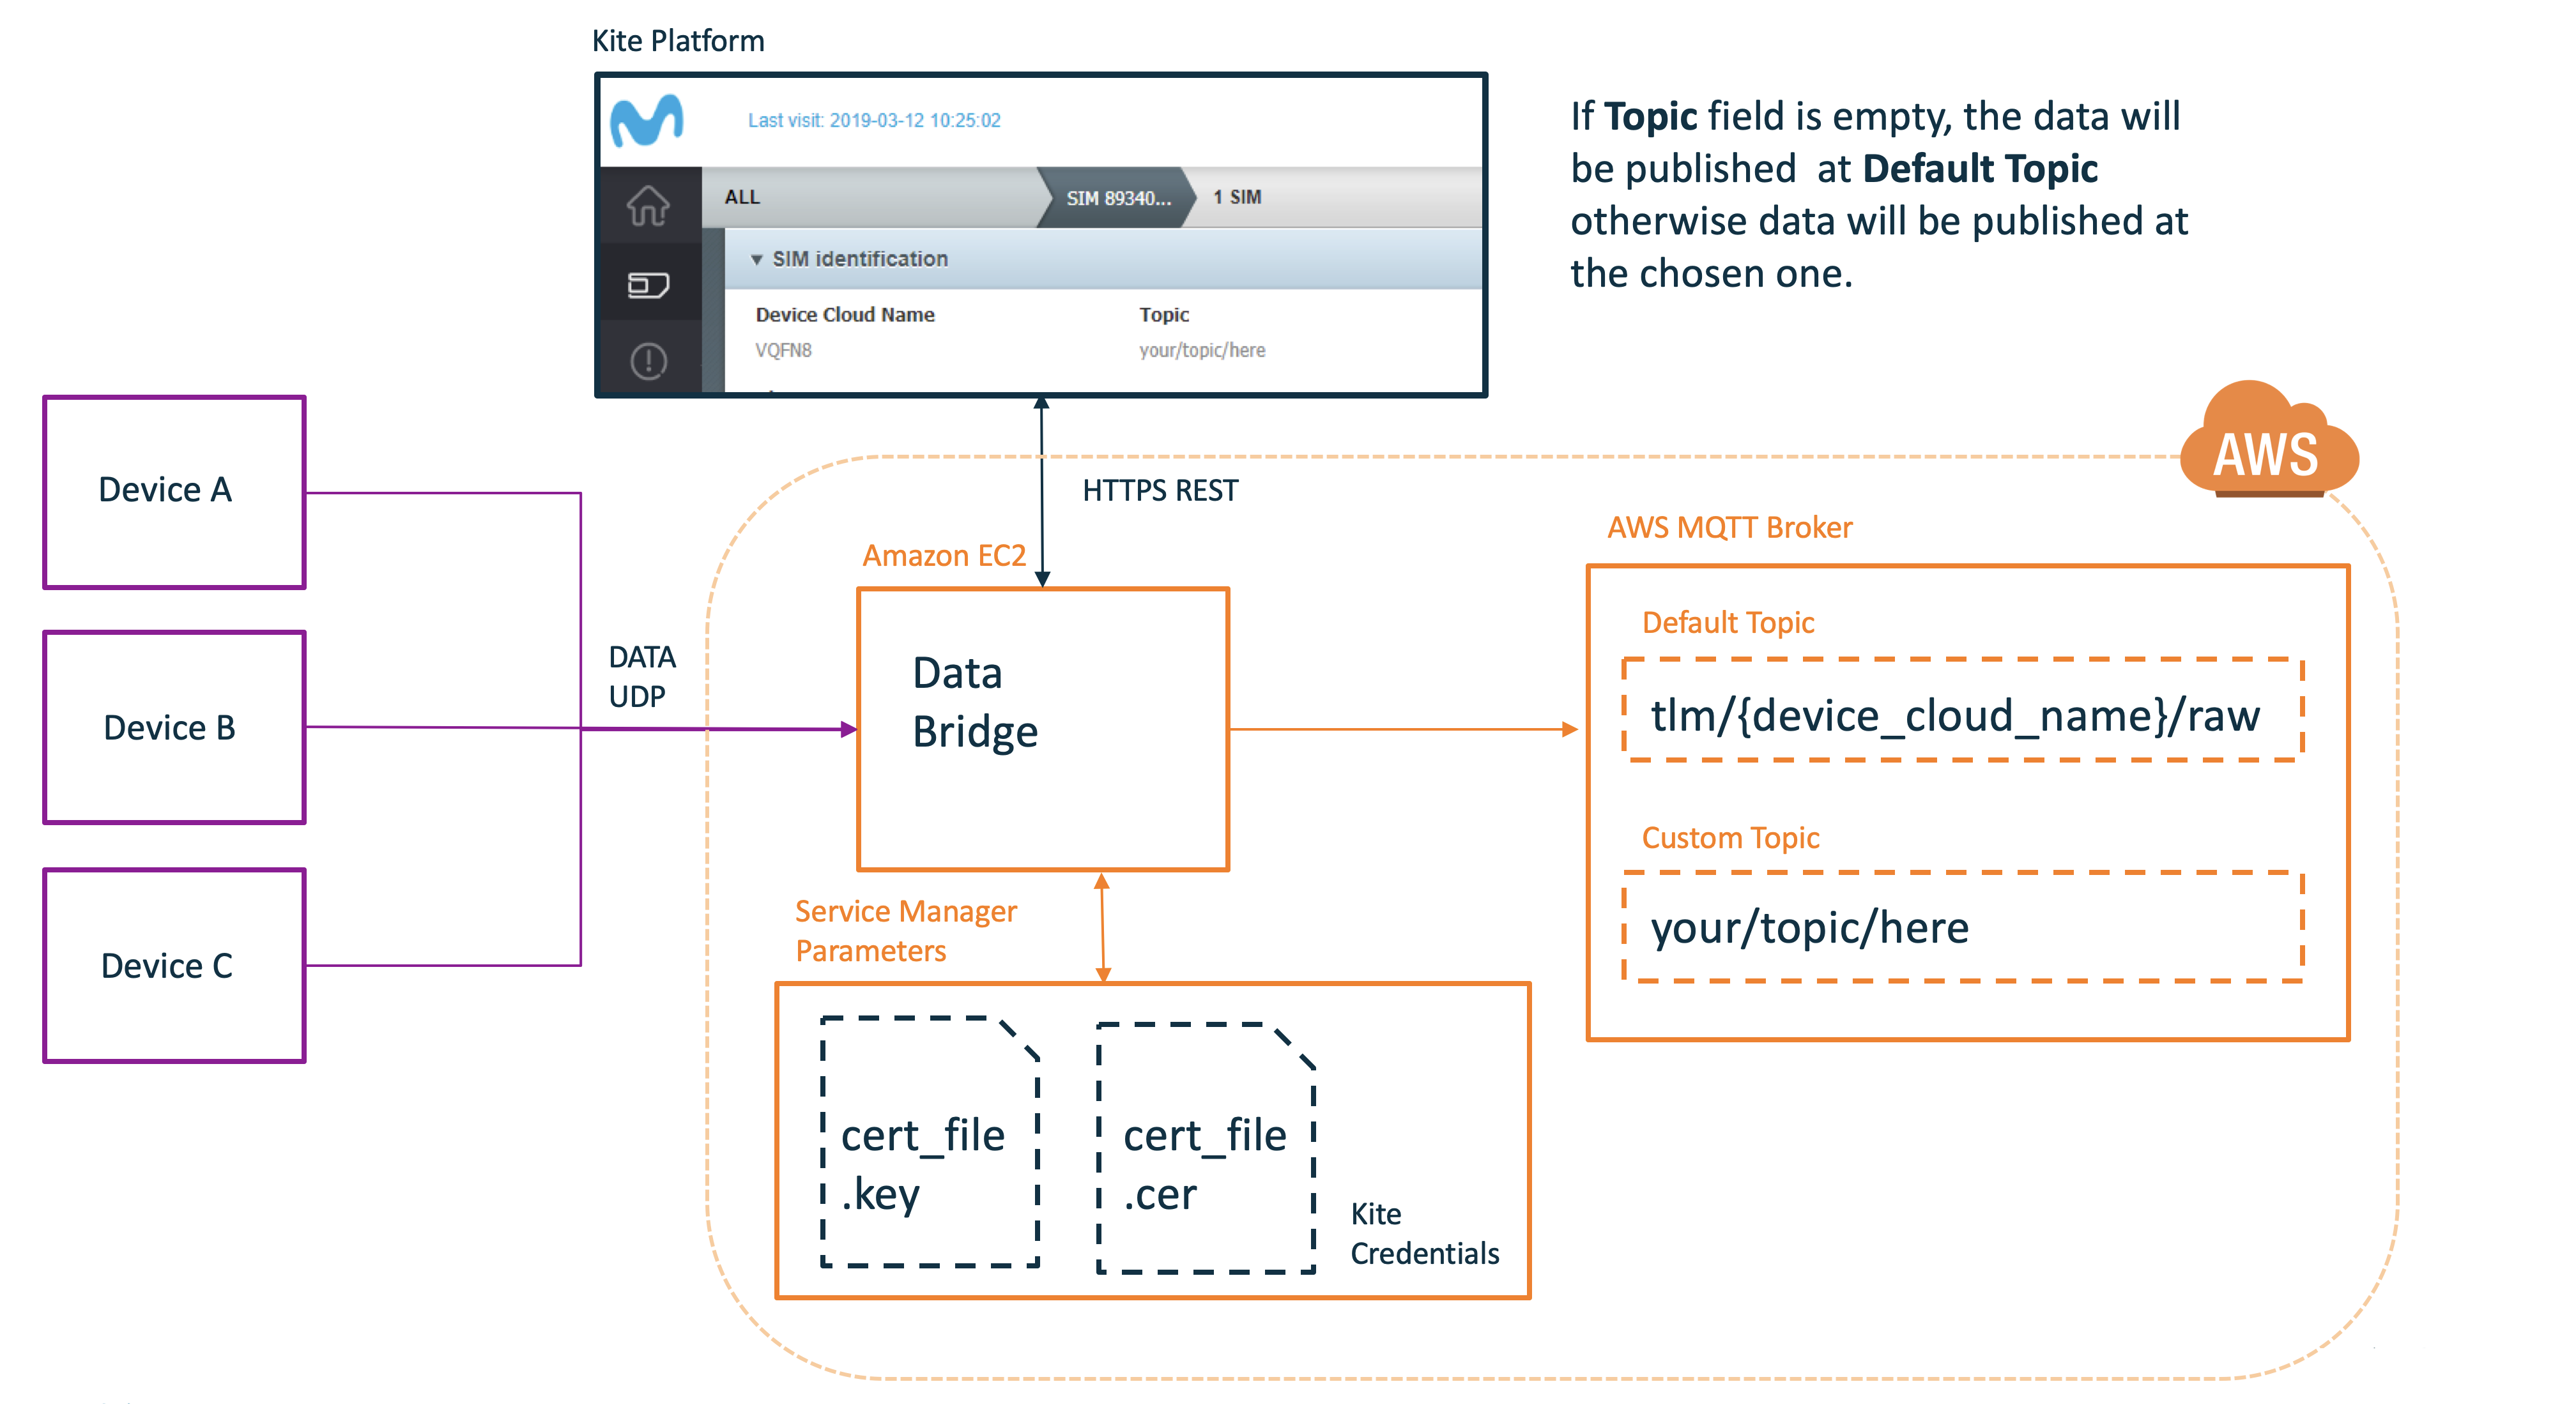 Kite Platform
Last visit: 2019-03-12 10:25:02
ALL
SIM 89340...
1 SIM
SIM identification
Device Cloud Name
Topic
VQFN8
your/topic/here
If Topic field is empty, the data will
be published at Default Topic
otherwise data will be published at
the chosen one.
AWS
Device A
Device B
Device C
DATA
UDP
HTTPS REST
Amazon EC2
Data
Bridge
AWS MQTT Broker
Default Topic
tlm/{device_cloud_name}/raw
Custom Topic
your/topic/here
Service Manager
Parameters
cert_file
.key
cert_file
.cer
Kite
Credentials